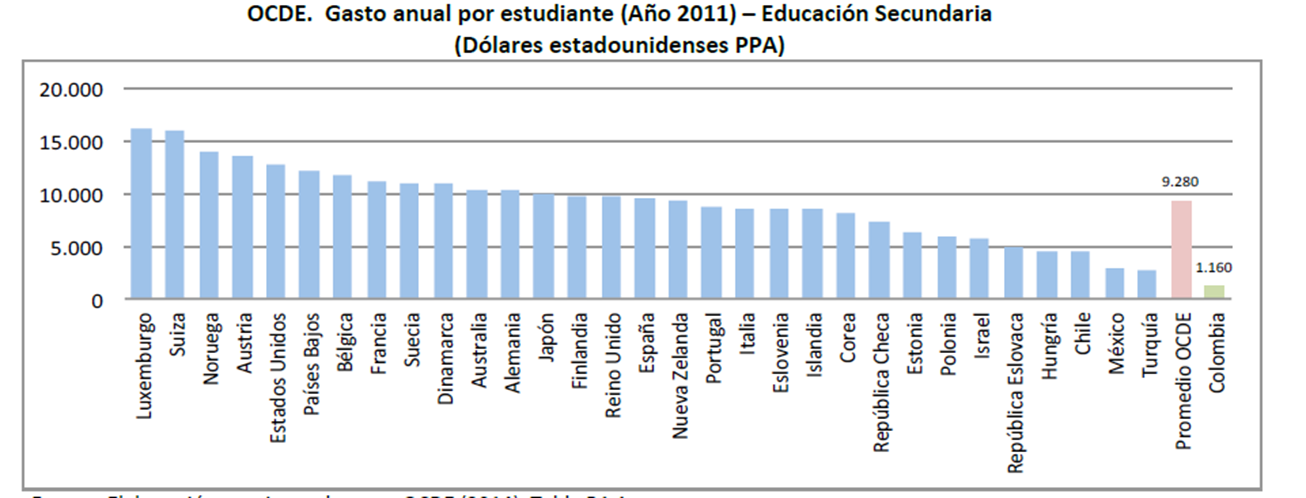 OCDE. Gasto anual por estudiante (Año 2011) – Educación Secundaria
(Dólares estadounidenses PPA)
20.000
15.000
10.000
5.000
0
9.280
1.160
Luxemburgo
Suiza
Noruega
Austria
Estados Unidos
Países Bajos
Bélgica
Francia
Suecia
Dinamarca
Australia
Alemania
Japón
Finlandia
Reino Unido
España
Nueva Zelanda
Portugal
Italia
Eslovenia
Islandia
Corea
República Checa
Estonia
Polonia
Israel
República Eslovaca
Hungría
Chile
México
Turquía
Promedio OCDE
Colombia